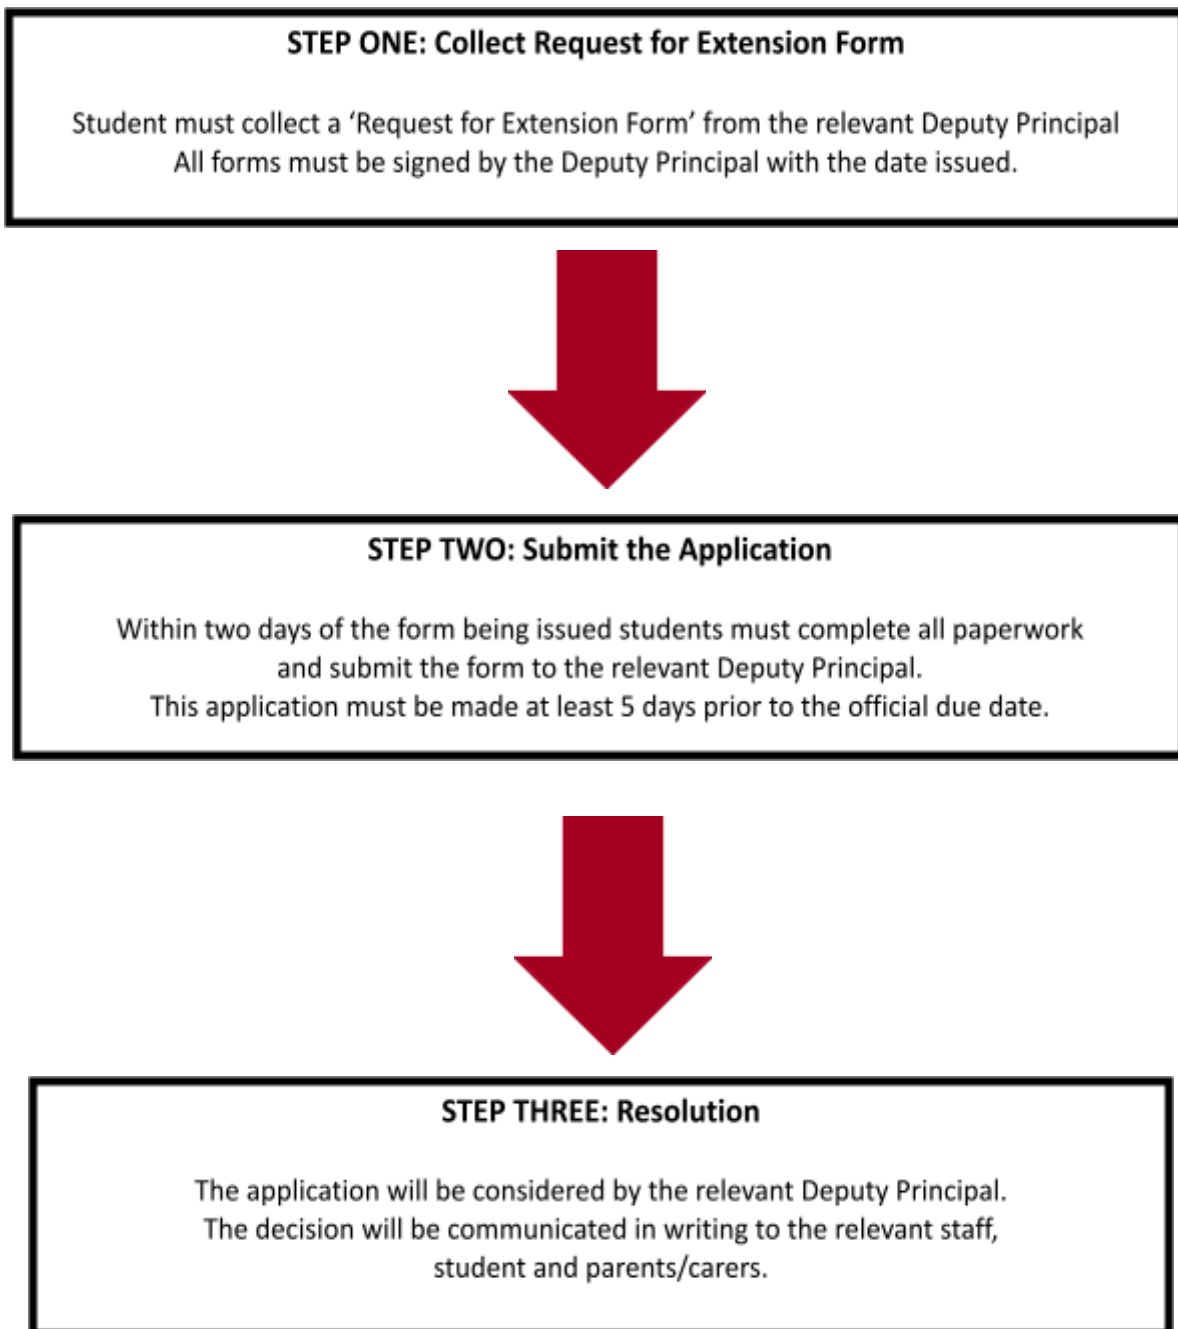 STEP ONE: Collect Request for Extension Form
Student must collect a ‘Request for Extension Form’ from the relevant Deputy Principal
All forms must be signed by the Deputy Principal with the date issued.
STEP TWO: Submit the Application
Within two days of the form being issued students must complete all paperwork
and submit the form to the relevant Deputy Principal.
This application must be made at least 5 days prior to the official due date.
STEP THREE: Resolution
The application will be considered by the relevant Deputy Principal.
The decision will be communicated in writing to the relevant staff,
student and parents/carers.